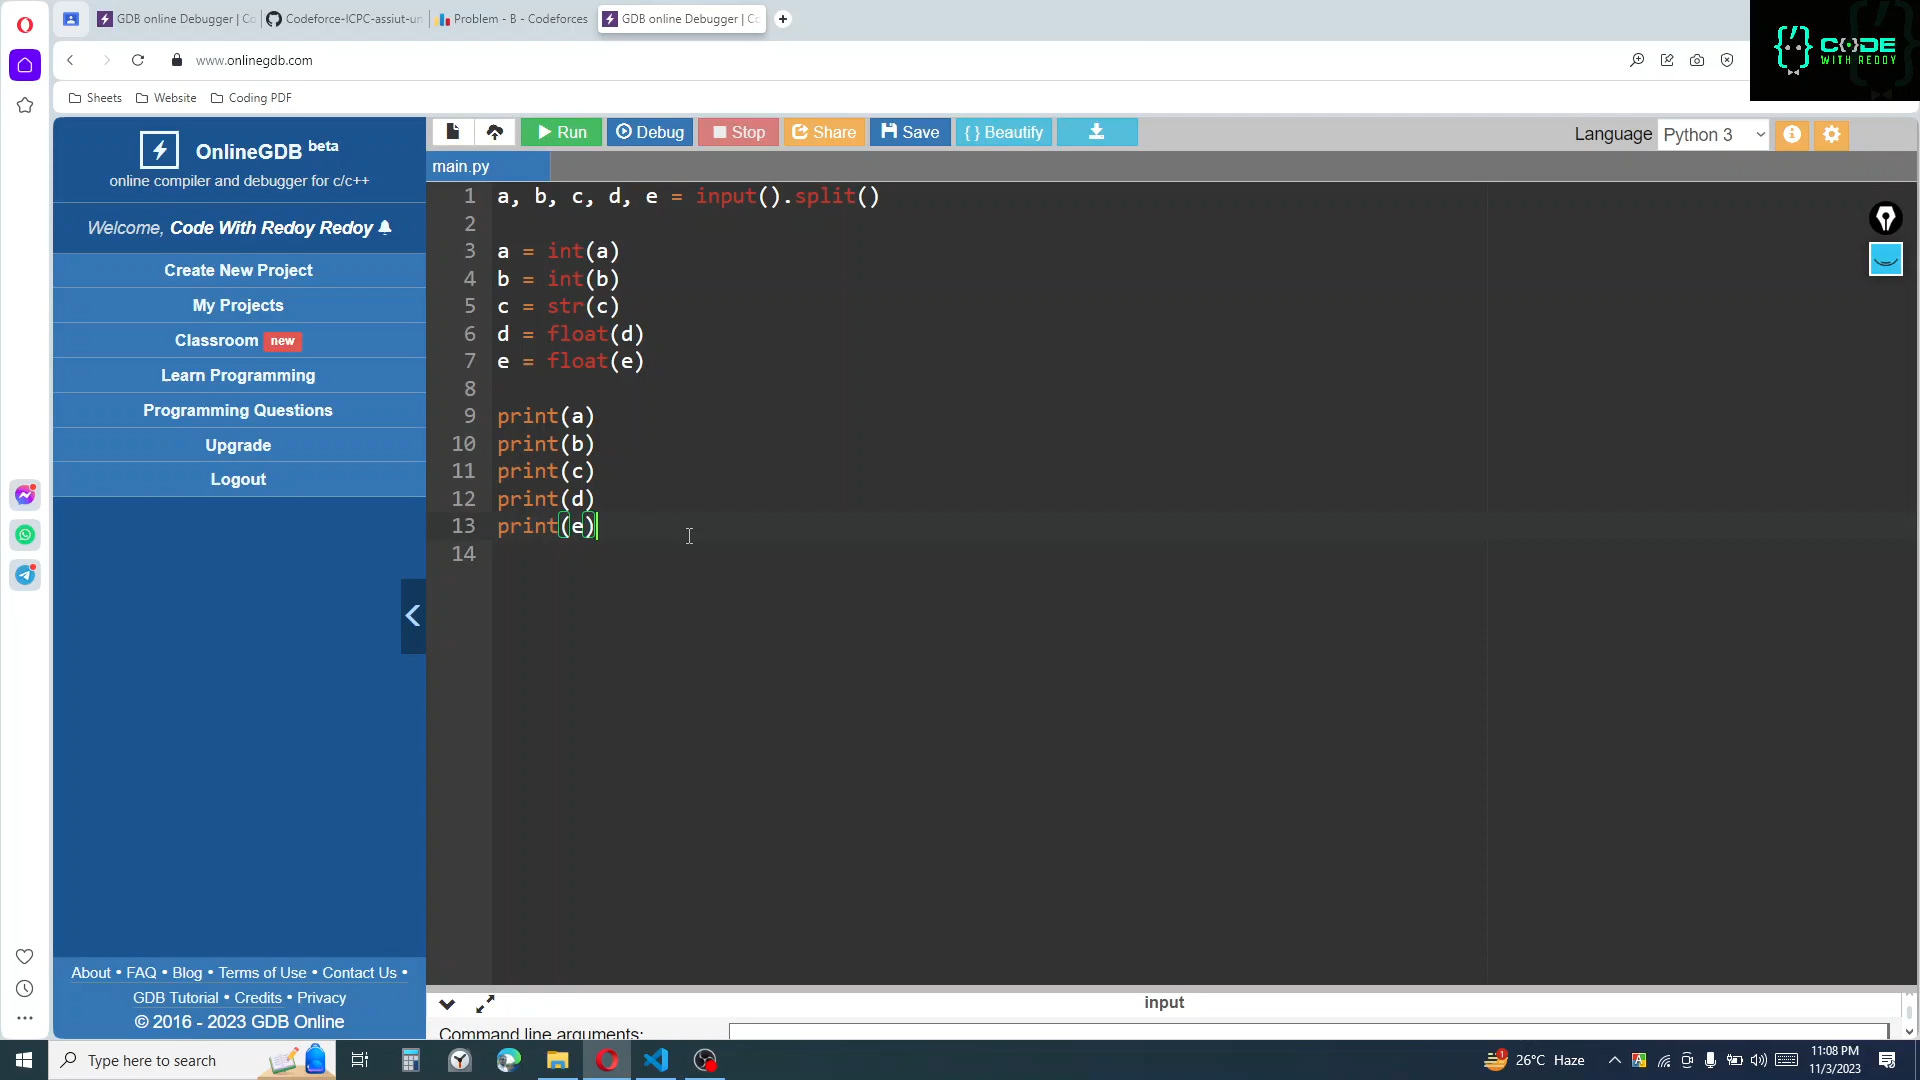 GDB online Debugger | Co
Codeforce-ICPC-assiut-un
Problem - B - Codeforces
GDB online Debugger | Co
www.onlinegdb.com
CODE
WITH REDOY
Sheets
Website
Coding PDF
OnlineGDB beta
online compiler and debugger for c/c++
Welcome, Code With Redoy Redoy
Create New Project
My Projects
Classroom new
Learn Programming
Programming Questions
Upgrade
Logout
About • FAQ • Blog • Terms of Use • Contact Us •
GDB Tutorial • Credits • Privacy
© 2016 - 2023 GDB Online
Run
Debug
Stop
Share
Save
{ } Beautify
Language Python 3
main.py
1 a, b, c, d, e = input().split()
2
3 a = int(a)
4 b = int(b)
5 c = str(c)
6 d = float(d)
7 e = float(e)
8
9 print(a)
10 print(b)
11 print(c)
12 print(d)
13 print(e)
14
input
Command line arguments:
Type here to search
1
26°C Haze
11:08 PM
11/3/2023